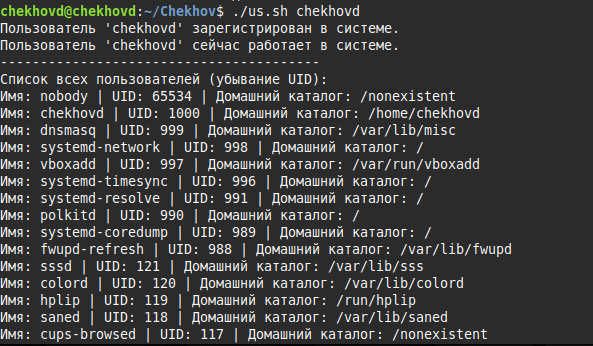 chekhovd@chekhovd:~/Chekhov$ ./us.sh chekhovd
Пользователь 'chekhovd' зарегистрирован в системе.
Пользователь 'chekhovd' сейчас работает в системе.
----------------------------------------
Список всех пользователей (убывание UID):
Имя: nobody | UID: 65534 | Домашний каталог: /nonexistent
Имя: chekhovd | UID: 1000 | Домашний каталог: /home/chekhovd
Имя: dnsmasq | UID: 999 | Домашний каталог: /var/lib/misc
Имя: systemd-network | UID: 998 | Домашний каталог: /
Имя: vboxadd | UID: 997 | Домашний каталог: /var/run/vboxadd
Имя: systemd-timesync | UID: 996 | Домашний каталог: /
Имя: systemd-resolve | UID: 991 | Домашний каталог: /
Имя: polkitd | UID: 990 | Домашний каталог: /
Имя: systemd-coredump | UID: 989 | Домашний каталог: /
Имя: fwupd-refresh | UID: 988 | Домашний каталог: /var/lib/fwupd
Имя: sssd | UID: 121 | Домашний каталог: /var/lib/sss
Имя: colord | UID: 120 | Домашний каталог: /var/lib/colord
Имя: hplip | UID: 119 | Домашний каталог: /run/hplip
Имя: saned | UID: 118 | Домашний каталог: /var/lib/saned
Имя: cups-browsed | UID: 117 | Домашний каталог: /nonexistent